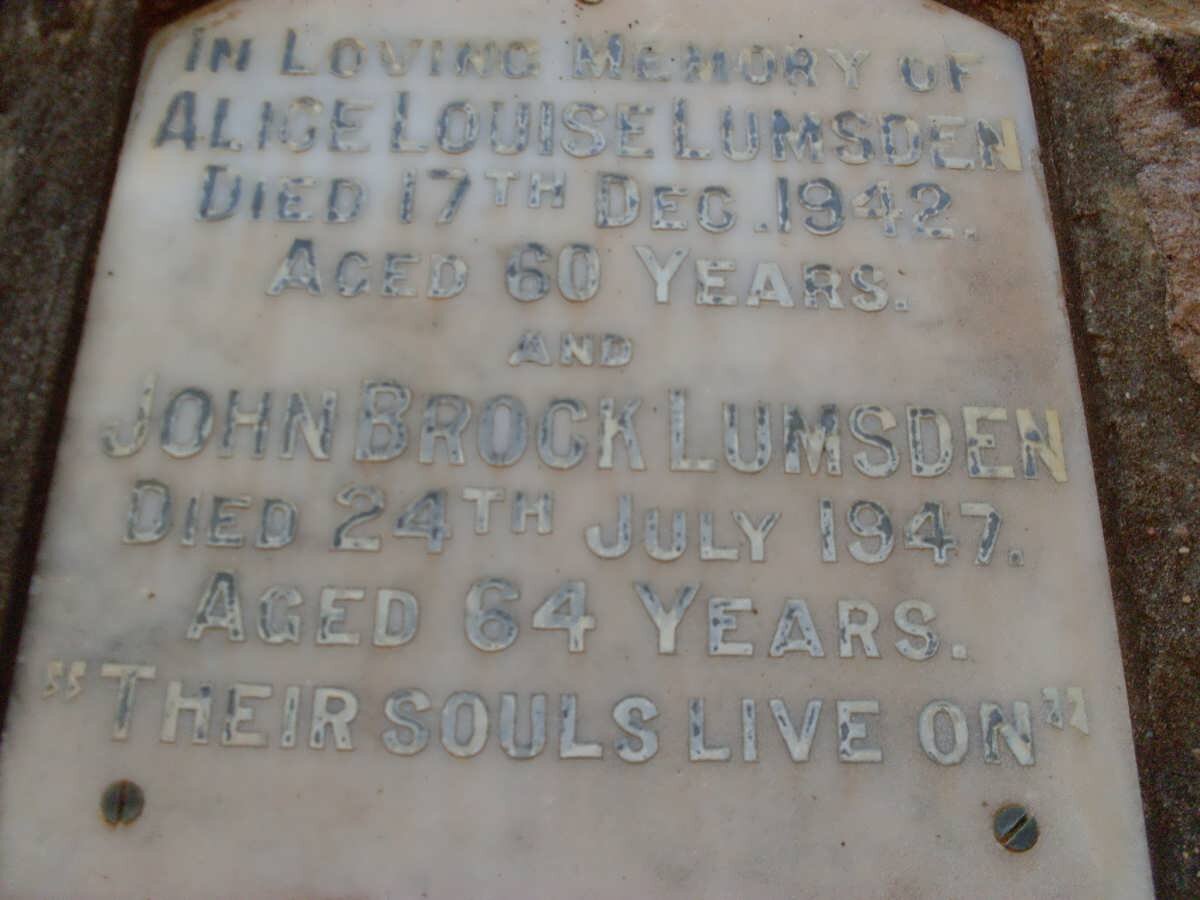 IN LOVING MEMORY OF
ALICE LOUISE LUMSDEN
DIED 17TH DEC. 1942.
AGED 60 YEARS.
AND
JOHN BROCK LUMSDEN
DIED 24TH JULY 1947.
AGED 64 YEARS.
"THEIR SOULS LIVE ON"